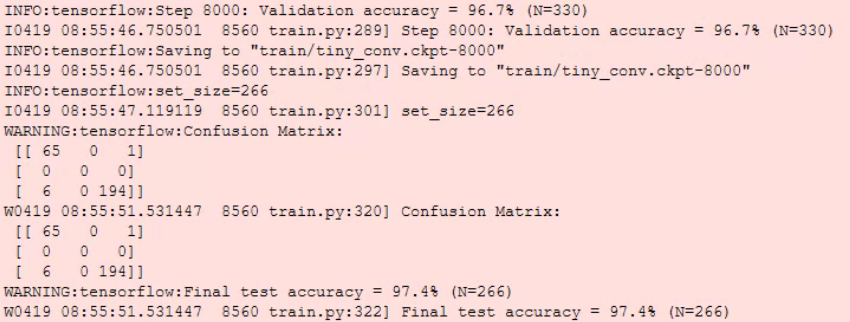 INFO:tensorflow:Step 8000: Validation accuracy = 96.7% (N=330)
I0419 08:55:46.750501  8560 train.py:289] Step 8000: Validation accuracy = 96.7% (N=330)
INFO:tensorflow:Saving to "train/tiny_conv.ckpt-8000"
I0419 08:55:46.750501  8560 train.py:297] Saving to "train/tiny_conv.ckpt-8000"
INFO:tensorflow:set_size=266
I0419 08:55:47.119119  8560 train.py:301] set_size=266
WARNING:tensorflow:Confusion Matrix:
 [[ 65   0   1]
 [  0   0   0]
 [  6   0 194]]
W0419 08:55:51.531447  8560 train.py:320] Confusion Matrix:
 [[ 65   0   1]
 [  0   0   0]
 [  6   0 194]]
WARNING:tensorflow:Final test accuracy = 97.4% (N=266)
W0419 08:55:51.531447  8560 train.py:322] Final test accuracy = 97.4% (N=266)